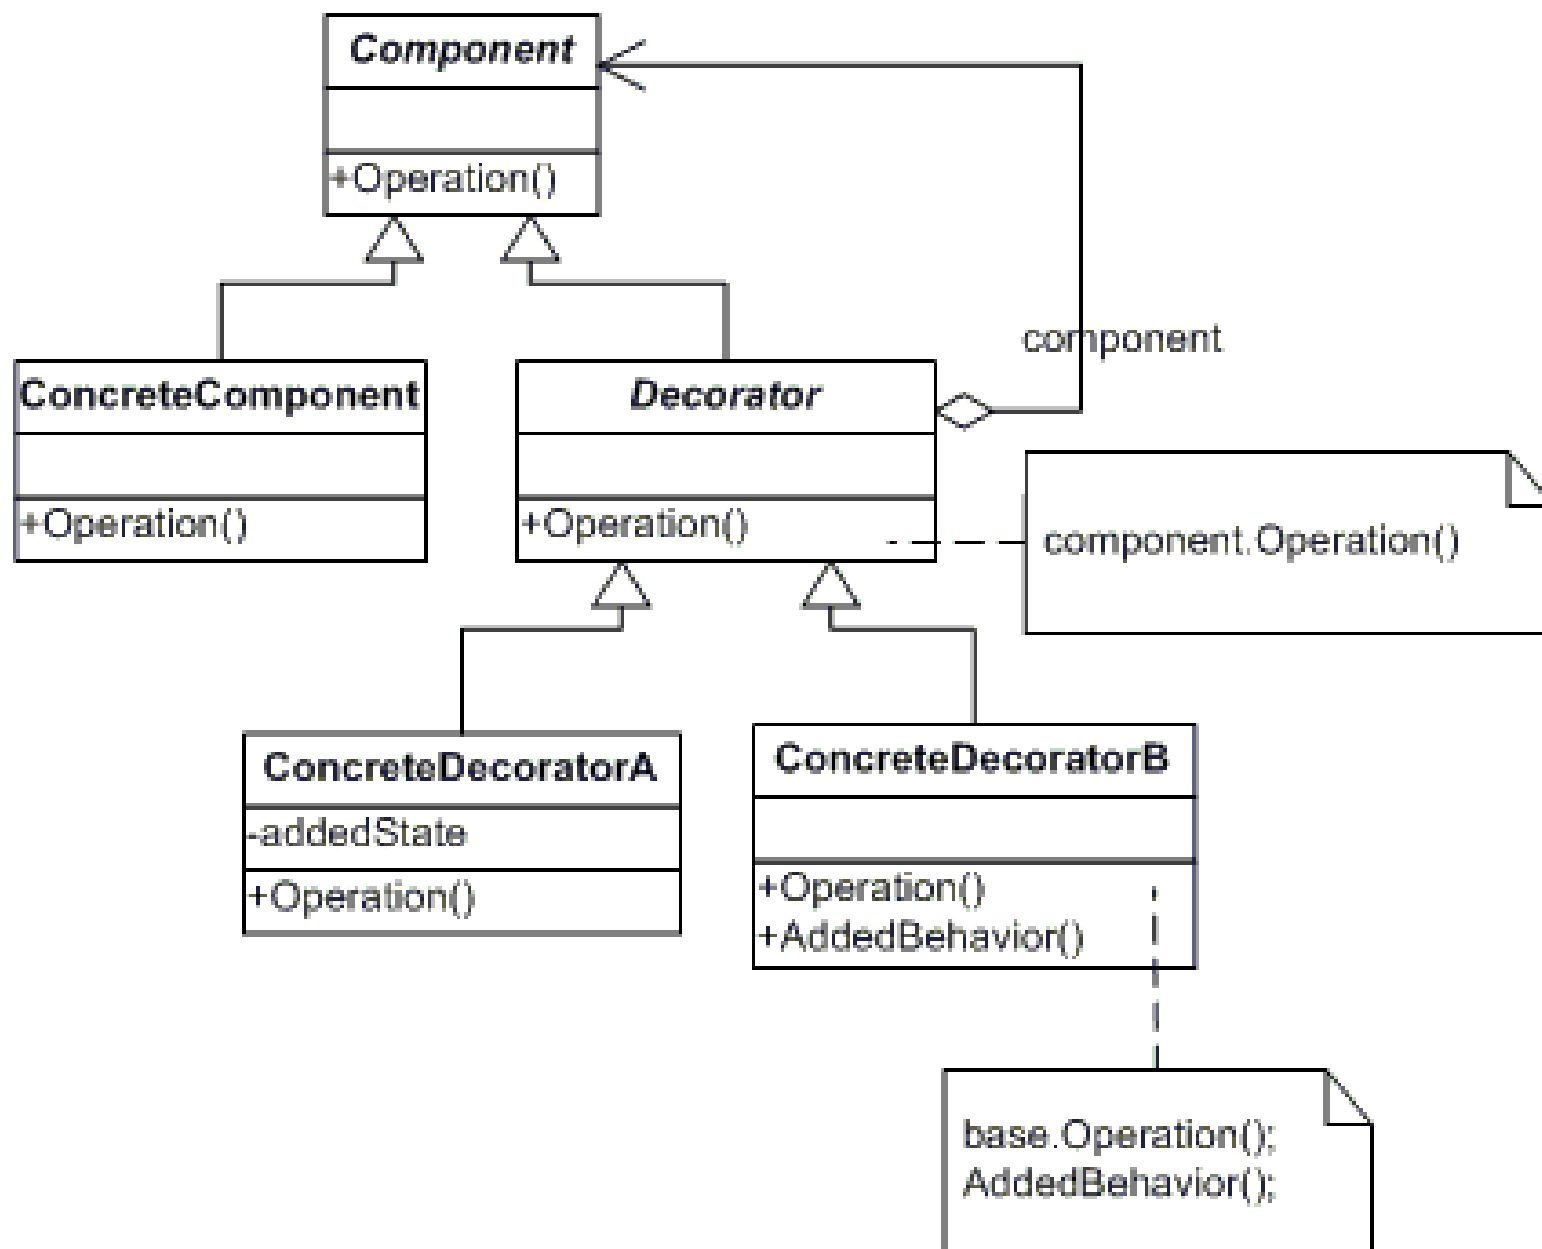 Component
+Operation()
component
ConcreteComponent
+Operation()
Decorator
+Operation()
component.Operation()
ConcreteDecoratorA
-addedState
+Operation()
ConcreteDecoratorB
+Operation()
+AddedBehavior()
base.Operation();
AddedBehavior();